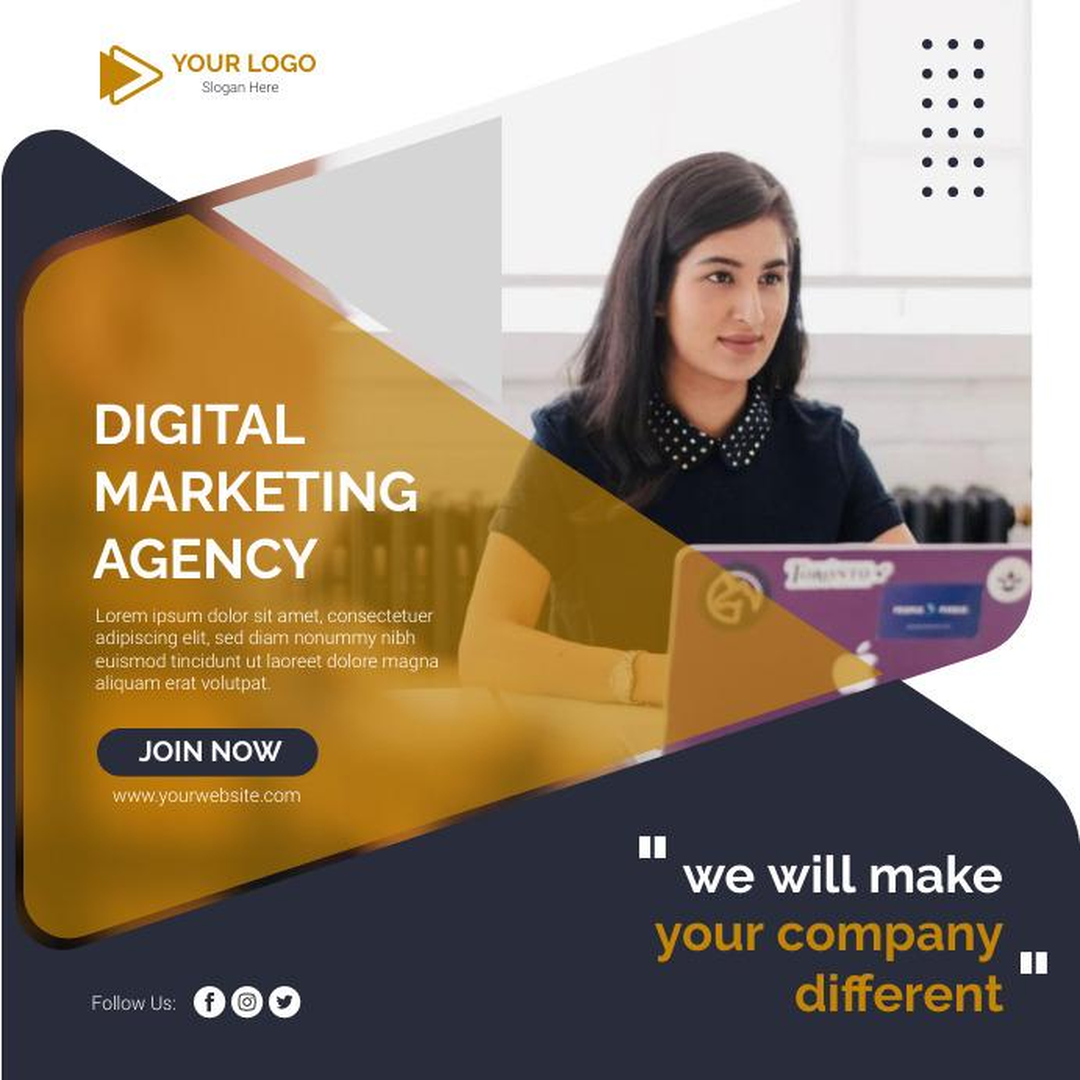 YOUR LOGO
Slogan Here
DIGITAL
MARKETING
AGENCY
Lorem ipsum dolor sit amet, consectetuer
adipiscing elit, sed diam nonummy nibh
euismod tincidunt ut laoreet dolore magna
aliquam erat volutpat.
JOIN NOW
www.yourwebsite.com
TORONTO
"we will make
your company
different"
Follow Us: